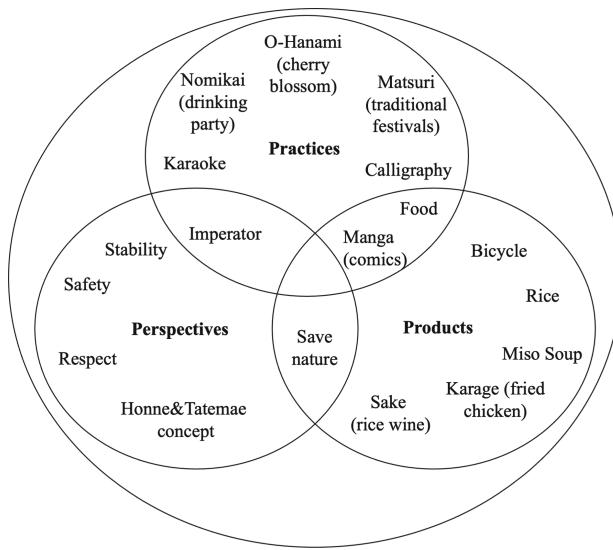 O-Hanami
(cherry
blossom)
Nomikai
(drinking
party)
Matsuri
(traditional
festivals)
Practices
Karaoke
Calligraphy
Food
Imperator
Manga
(comics)
Stability
Bicycle
Safety
Rice
Perspectives
Save
nature
Products
Respect
Miso Soup
Honne&Tatemae
concept
Sake
(rice wine)
Karage (fried
chicken)